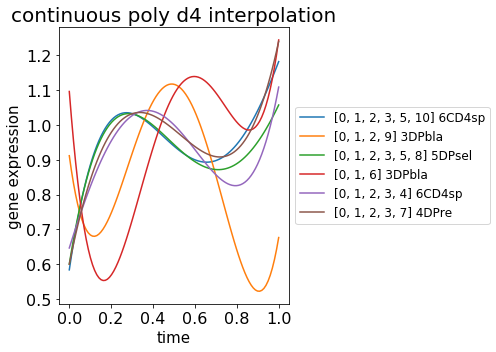 continuous poly d4 interpolation
gene expression
1.2
1.1
1.0
0.9
0.8
0.7
0.6
0.5
0.0 0.2 0.4 0.6 0.8 1.0
time
[0, 1, 2, 3, 5, 10] 6CD4sp
[0, 1, 2, 9] 3DPbla
[0, 1, 2, 3, 5, 8] 5DPsel
[0, 1, 6] 3DPbla
[0, 1, 2, 3, 4] 6CD4sp
[0, 1, 2, 3, 7] 4DPre